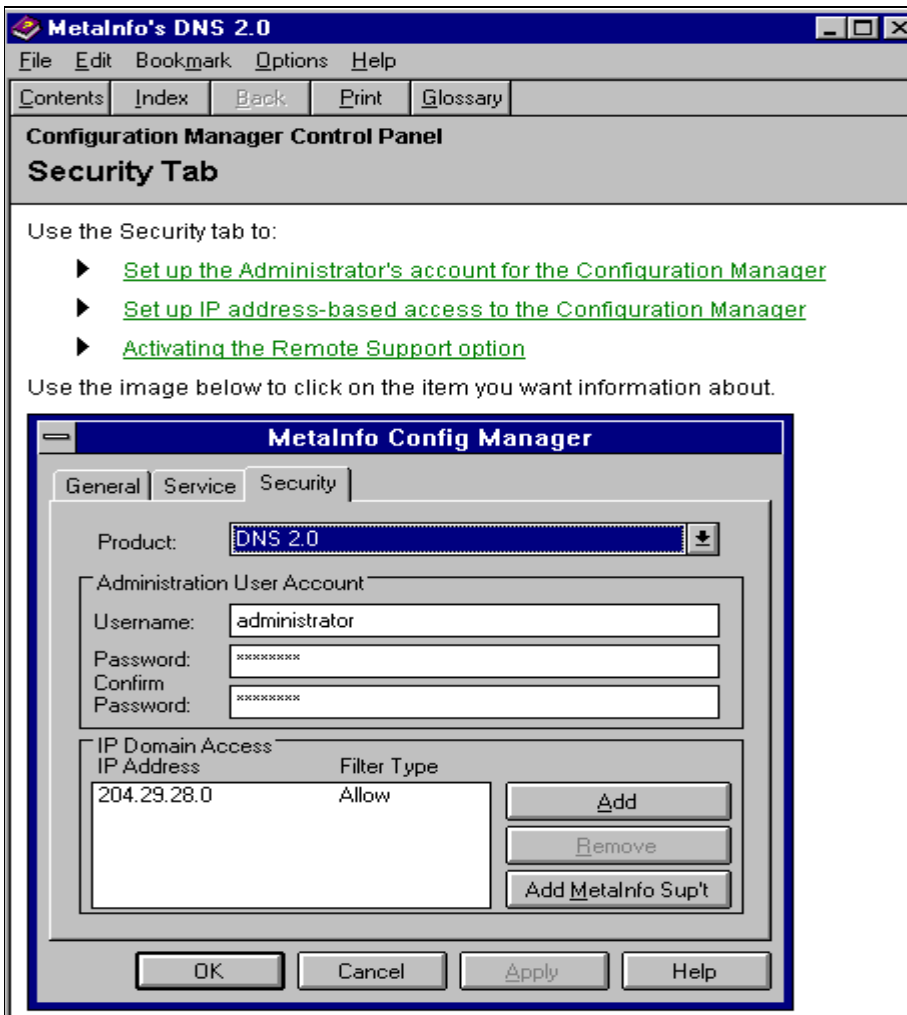 MetaInfo's DNS 2.0
File Edit Bookmark Options Help
Contents Index Back Print Glossary
Configuration Manager Control Panel
Security Tab
Use the Security tab to:
Set up the Administrator's account for the Configuration Manager
Set up IP address-based access to the Configuration Manager
Activating the Remote Support option
Use the image below to click on the item you want information about.
MetaInfo Config Manager
General Service Security
Product: DNS 2.0
Administration User Account
Username: administrator
Password: ********
Confirm Password: ********
IP Domain Access
IP Address Filter Type
204.29.28.0 Allow
Add
Remove
Add MetaInfo Sup't
OK Cancel Apply Help